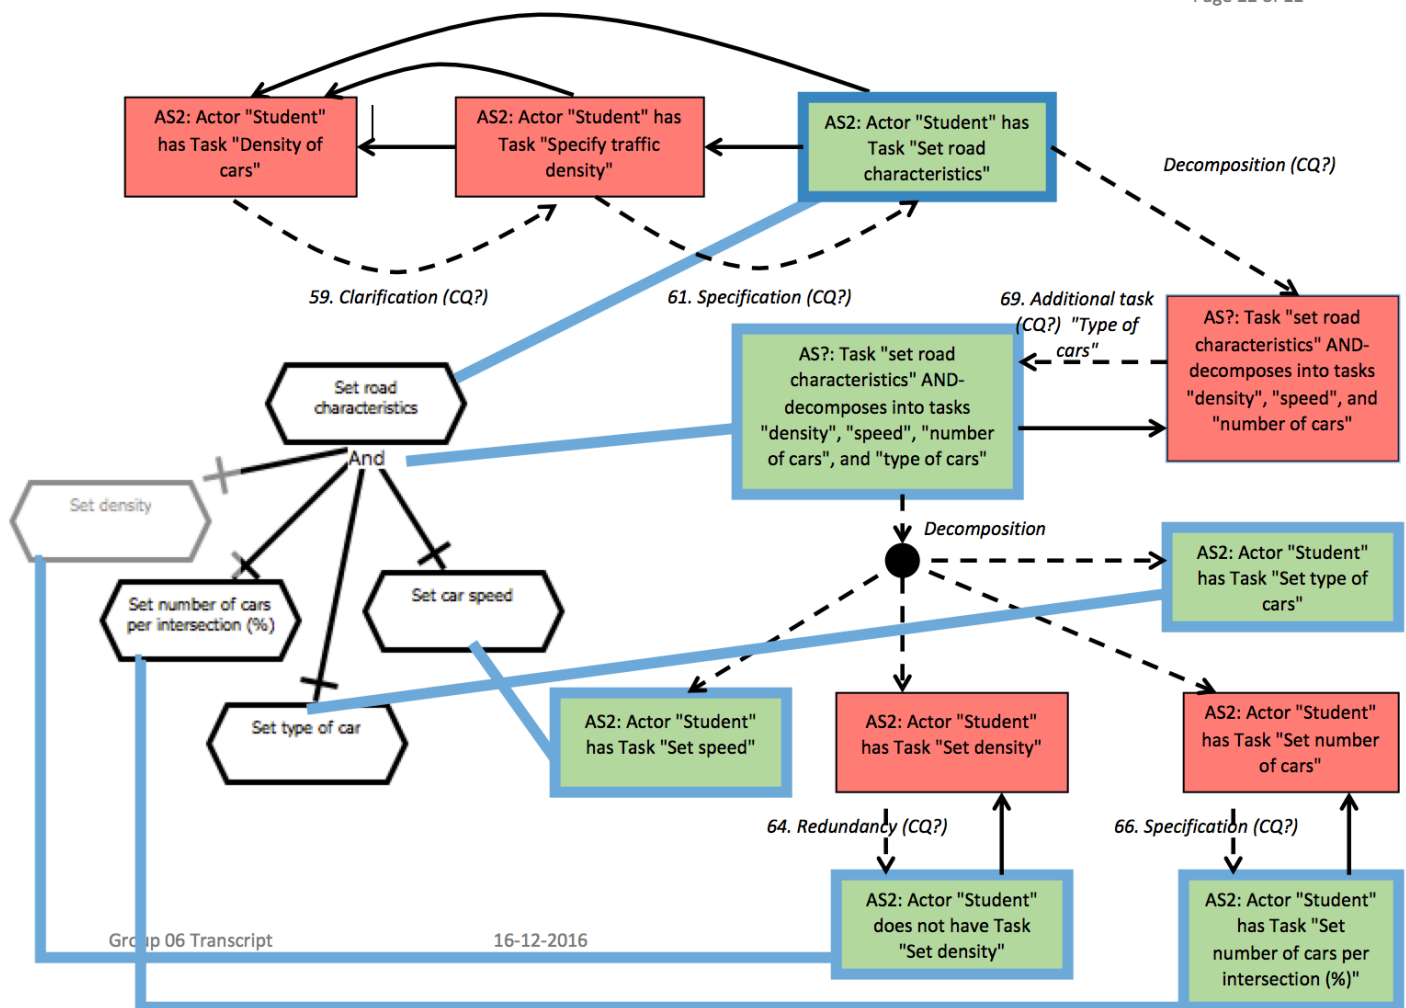 Page 22 of 22
AS2: Actor "Student"
has Task "Density of
cars"
AS2: Actor "Student" has
Task "Specify traffic
density"
AS2: Actor "Student" has
Task "Set road
characteristics"
Decomposition (CQ?)
59. Clarification (CQ?)
61. Specification (CQ?)
69. Additional task
(CQ?) "Type of
cars"
AS?: Task "set road
characteristics" AND-
decomposes into tasks
"density", "speed", and
"number of cars"
AS?: Task "set road
characteristics" AND-
decomposes into tasks
"density", "speed", "number
of cars", and "type of cars"
Set road
characteristics
And
Set density
Set number of cars
per intersection (%)
Set car speed
Set type of car
Decomposition
AS2: Actor "Student"
has Task "Set type of
cars"
AS2: Actor "Student"
has Task "Set speed"
AS2: Actor "Student"
has Task "Set density"
AS2: Actor "Student"
has Task "Set number
of cars"
64. Redundancy (CQ?)
66. Specification (CQ?)
AS2: Actor "Student"
does not have Task
"Set density"
AS2: Actor "Student"
has Task "Set
number of cars per
intersection (%)"
Group 06 Transcript
16-12-2016